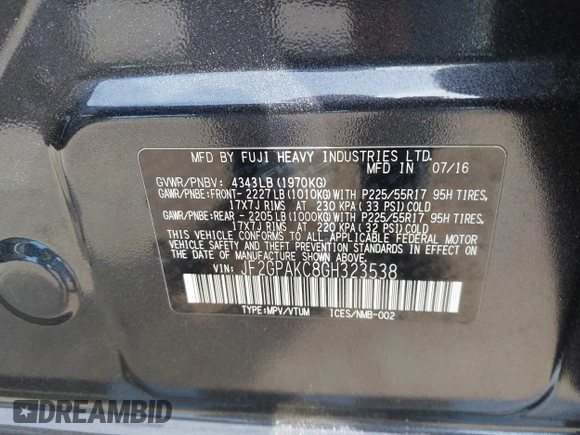 MFD BY FUJI HEAVY INDUSTRIES LTD.
MFD IN 07/16
GVWR/PNBV: 4343LB(1970KG)
GAWR/PNBE:FRONT- 2227 LB(1010KG)WITH P225/55R17 95H TIRES,
17X7J RIMS AT 230 KPA(33 PSI)COLD
GAWR/PNBE:REAR - 2205 LB(1000KG)WITH P225/55R17 95H TIRES,
17X7J RIMS AT 220 KPA(32 PSI)COLD
THIS VEHICLE CONFORMS TO ALL APPLICABLE FEDERAL MOTOR
VEHICLE SAFETY AND THEFT PREVENTION STANDARDS IN EFFECT ON
THE DATE OF MANUFACTURE SHOWN ABOVE.
VIN: JF2GPAKC8GH323538
TYPE:MPV/VTUM ICES/NMB-002
DREAMBID